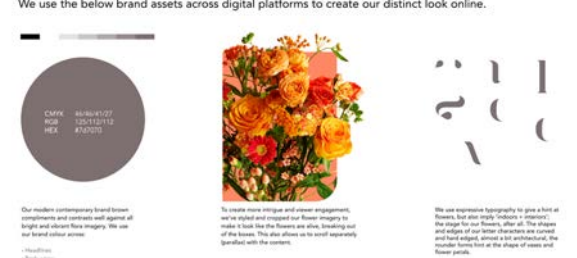 We use the below brand assets across digital platforms to create our distinct look online.
CMYK 46/46/41/27
RGB 125/112/112
HEX #7d7070
Our modern contemporary brand brown
compliments and contrasts well against all
bright and vibrant flora imagery. We use
our brand colour across:
- Headlines
To create more intrigue and viewer engagement,
we've styled and cropped our flower imagery to
make it look like the flowers are alive, breaking out
of the boxes. This also allows us to scroll separately
(parallax) with the content.
We use expressive typography to give a hint at
flowers, but also imply 'indoors + interiors';
the stage for our flowers, after all. The shapes
and edges of our letter characters are curved
and hard edged, almost a bit architectural, the
rounder forms hint at the shape of vases and
flower petals.